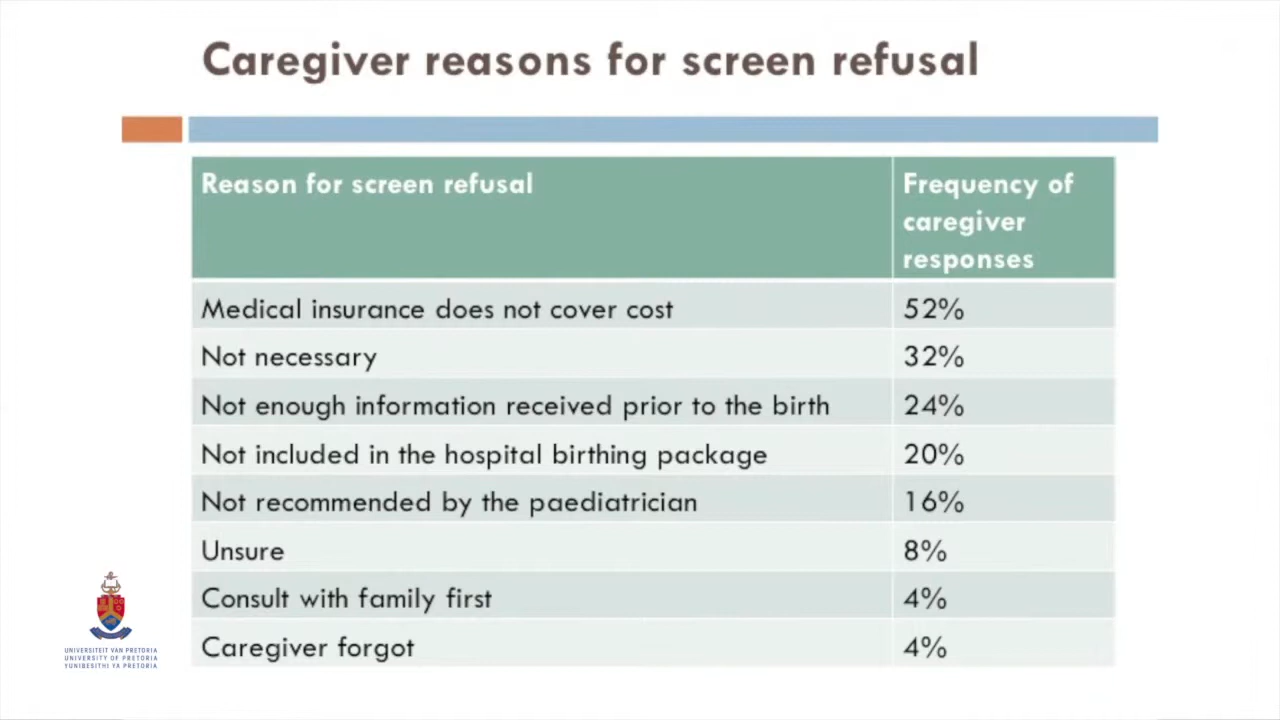 Caregiver reasons for screen refusal
Reason for screen refusal
Frequency of
caregiver
responses
Medical insurance does not cover cost 52%
Not necessary 32%
Not enough information received prior to the birth 24%
Not included in the hospital birthing package 20%
Not recommended by the paediatrician 16%
Unsure 8%
Consult with family first 4%
Caregiver forgot 4%
UNIVERSITEIT VAN PRETORIA
UNIVERSITY OF PRETORIA
YUNIBESITHI YA PRETORIA